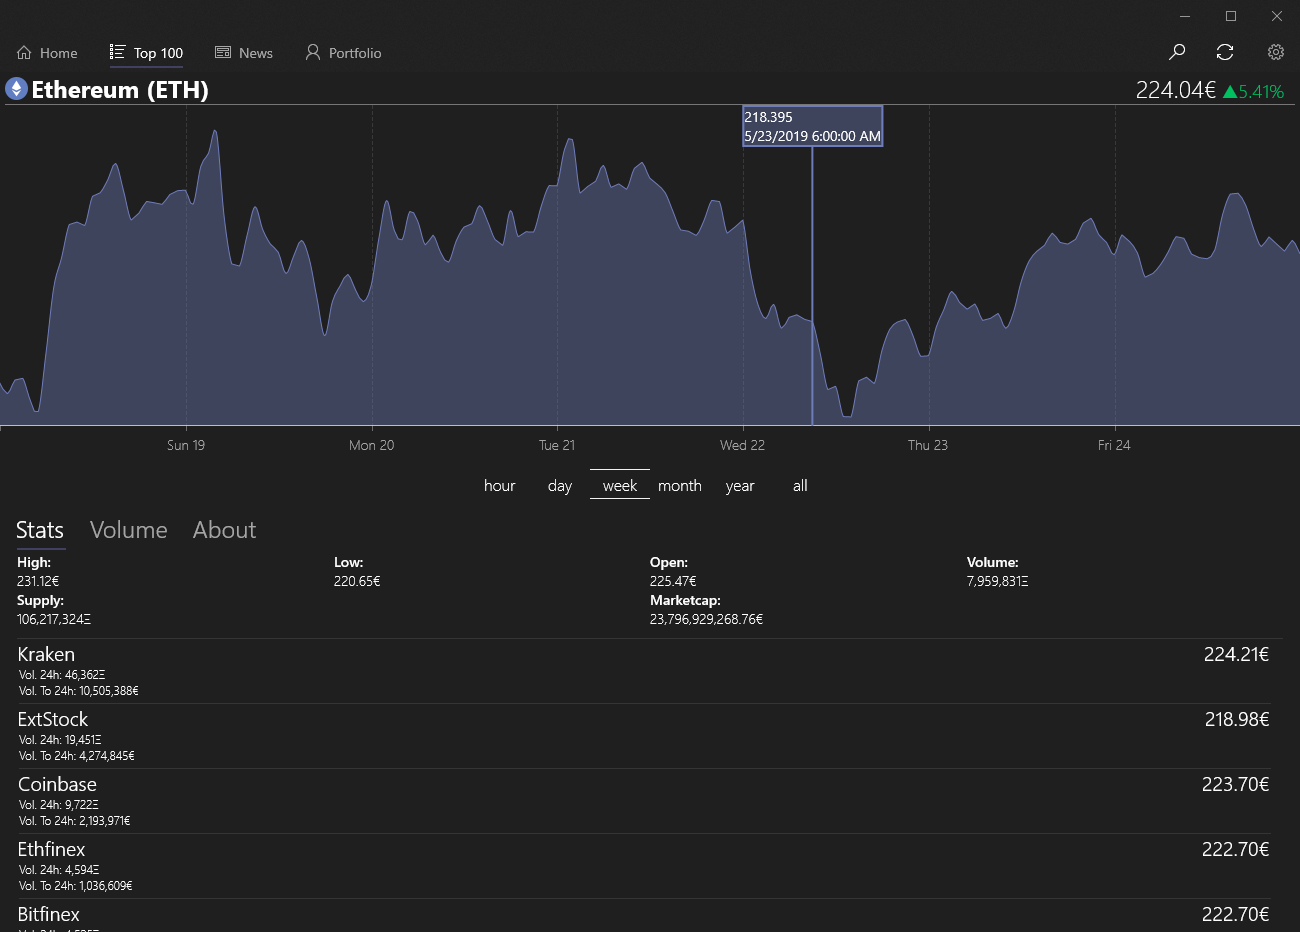 Home
Top 100
News
Portfolio
Ethereum (ETH)
224.04€ ▲5.41%
218.395
5/23/2019 6:00:00 AM
Sun 19
Mon 20
Tue 21
Wed 22
Thu 23
Fri 24
hour
day
week
month
year
all
Stats
Volume
About
High:
231.12€
Low:
220.65€
Open:
225.47€
Volume:
7,959,831Ξ
Supply:
106,217,324Ξ
Marketcap:
23,796,929,268.76€
Kraken
224.21€
Vol. 24h: 46,362Ξ
Vol. To 24h: 10,505,388€
ExtStock
218.98€
Vol. 24h: 19,451Ξ
Vol. To 24h: 4,274,845€
Coinbase
223.70€
Vol. 24h: 9,722Ξ
Vol. To 24h: 2,193,971€
Ethfinex
222.70€
Vol. 24h: 4,594Ξ
Vol. To 24h: 1,036,609€
Bitfinex
222.70€